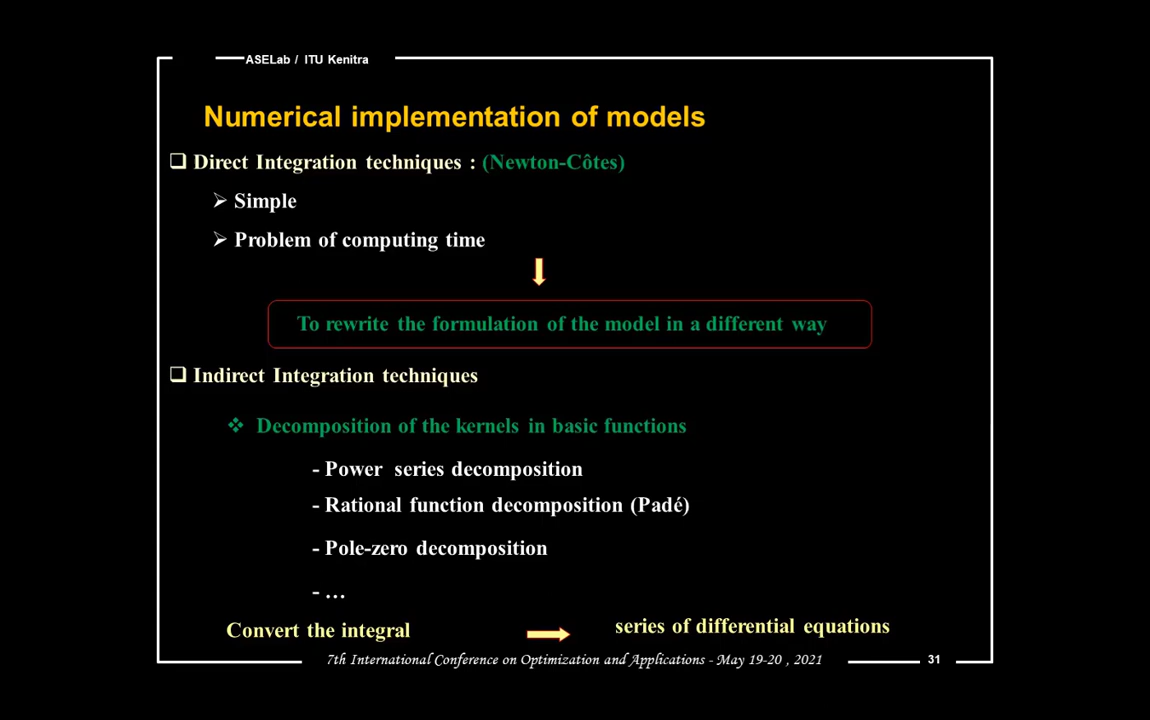 ASELab / ITU Kenitra
Numerical implementation of models
Direct Integration techniques : (Newton-Côtes)
Simple
Problem of computing time
To rewrite the formulation of the model in a different way
Indirect Integration techniques
Decomposition of the kernels in basic functions
- Power series decomposition
- Rational function decomposition (Padé)
- Pole-zero decomposition
- …
Convert the integral series of differential equations
7th International Conference on Optimization and Applications - May 19-20 , 2021 31